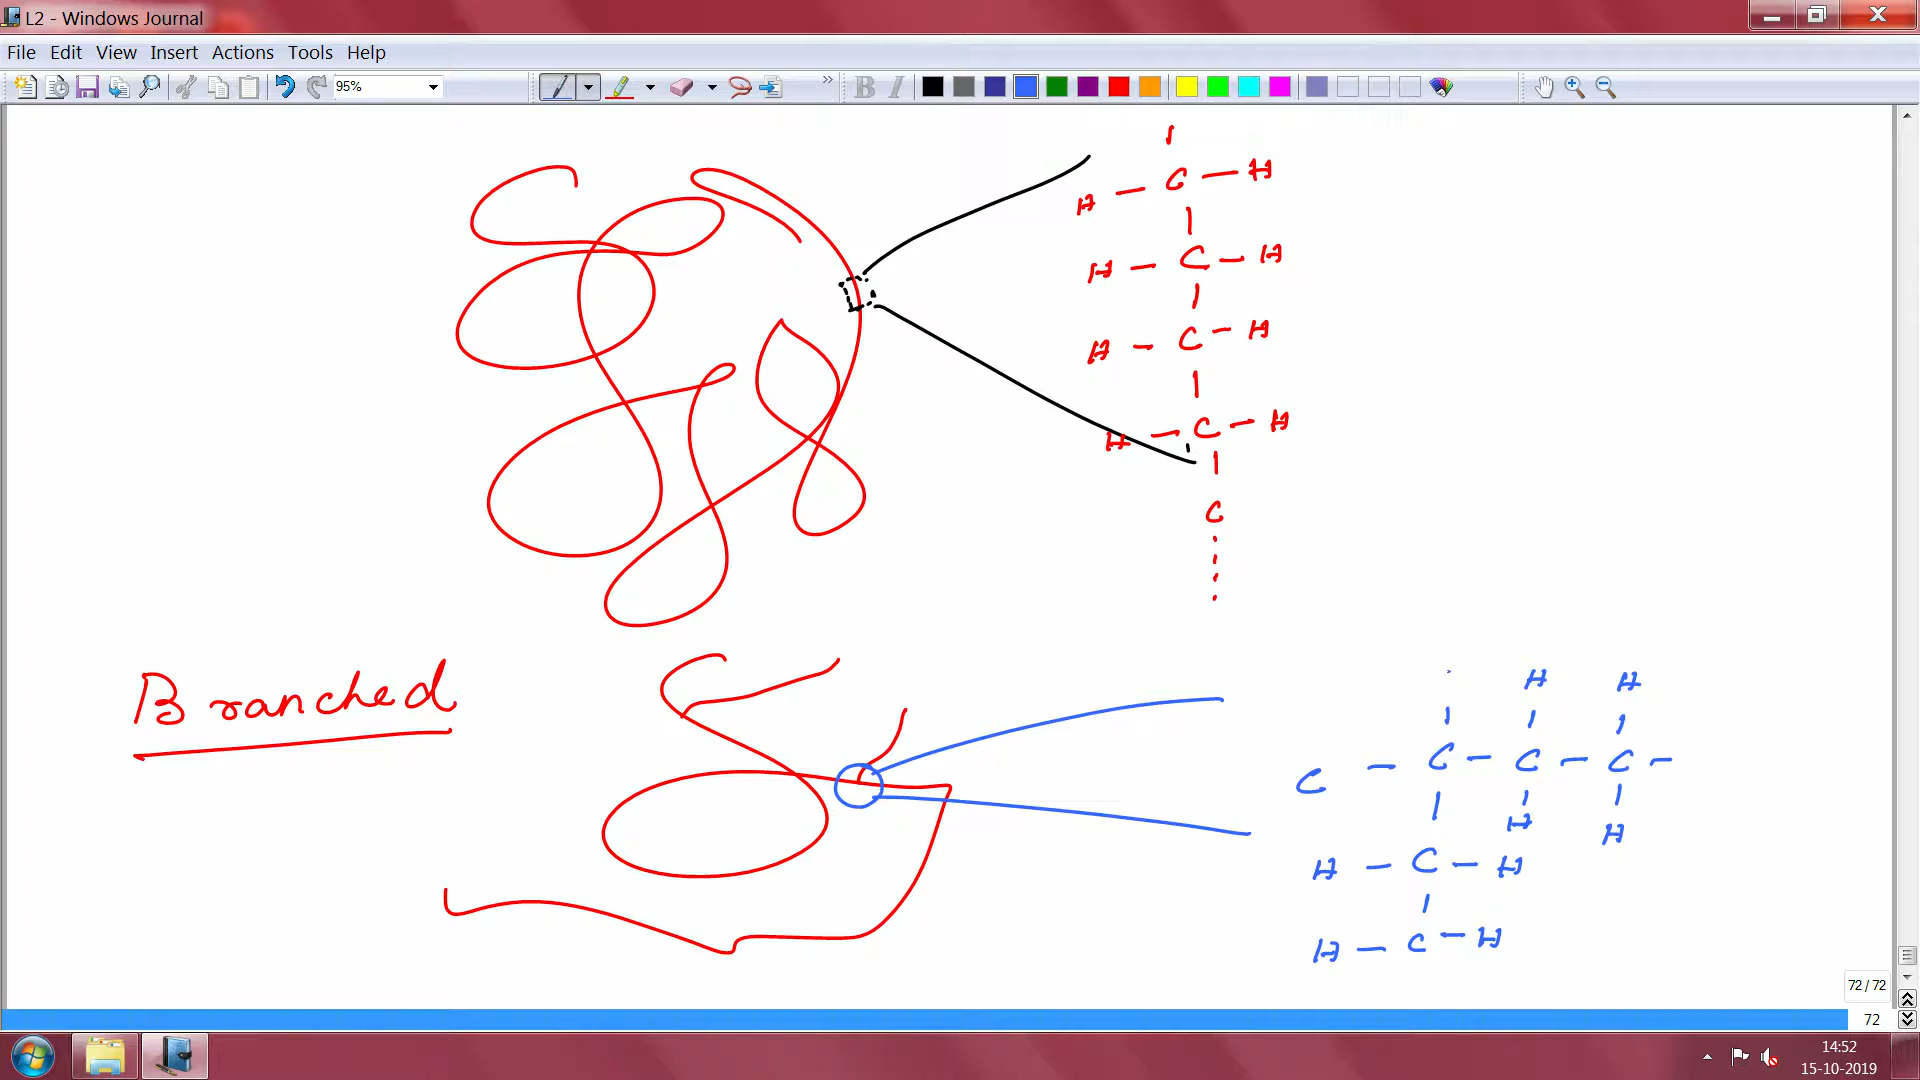 L2 - Windows Journal
File Edit View Insert Actions Tools Help
95%
B I
H - C - H
H - C - H
H - C - H
H - C - H
C
Branched
H H
C - C - C - C -
H H
H - C - H
H - C - H
72 / 72
72
14:52
15-10-2019